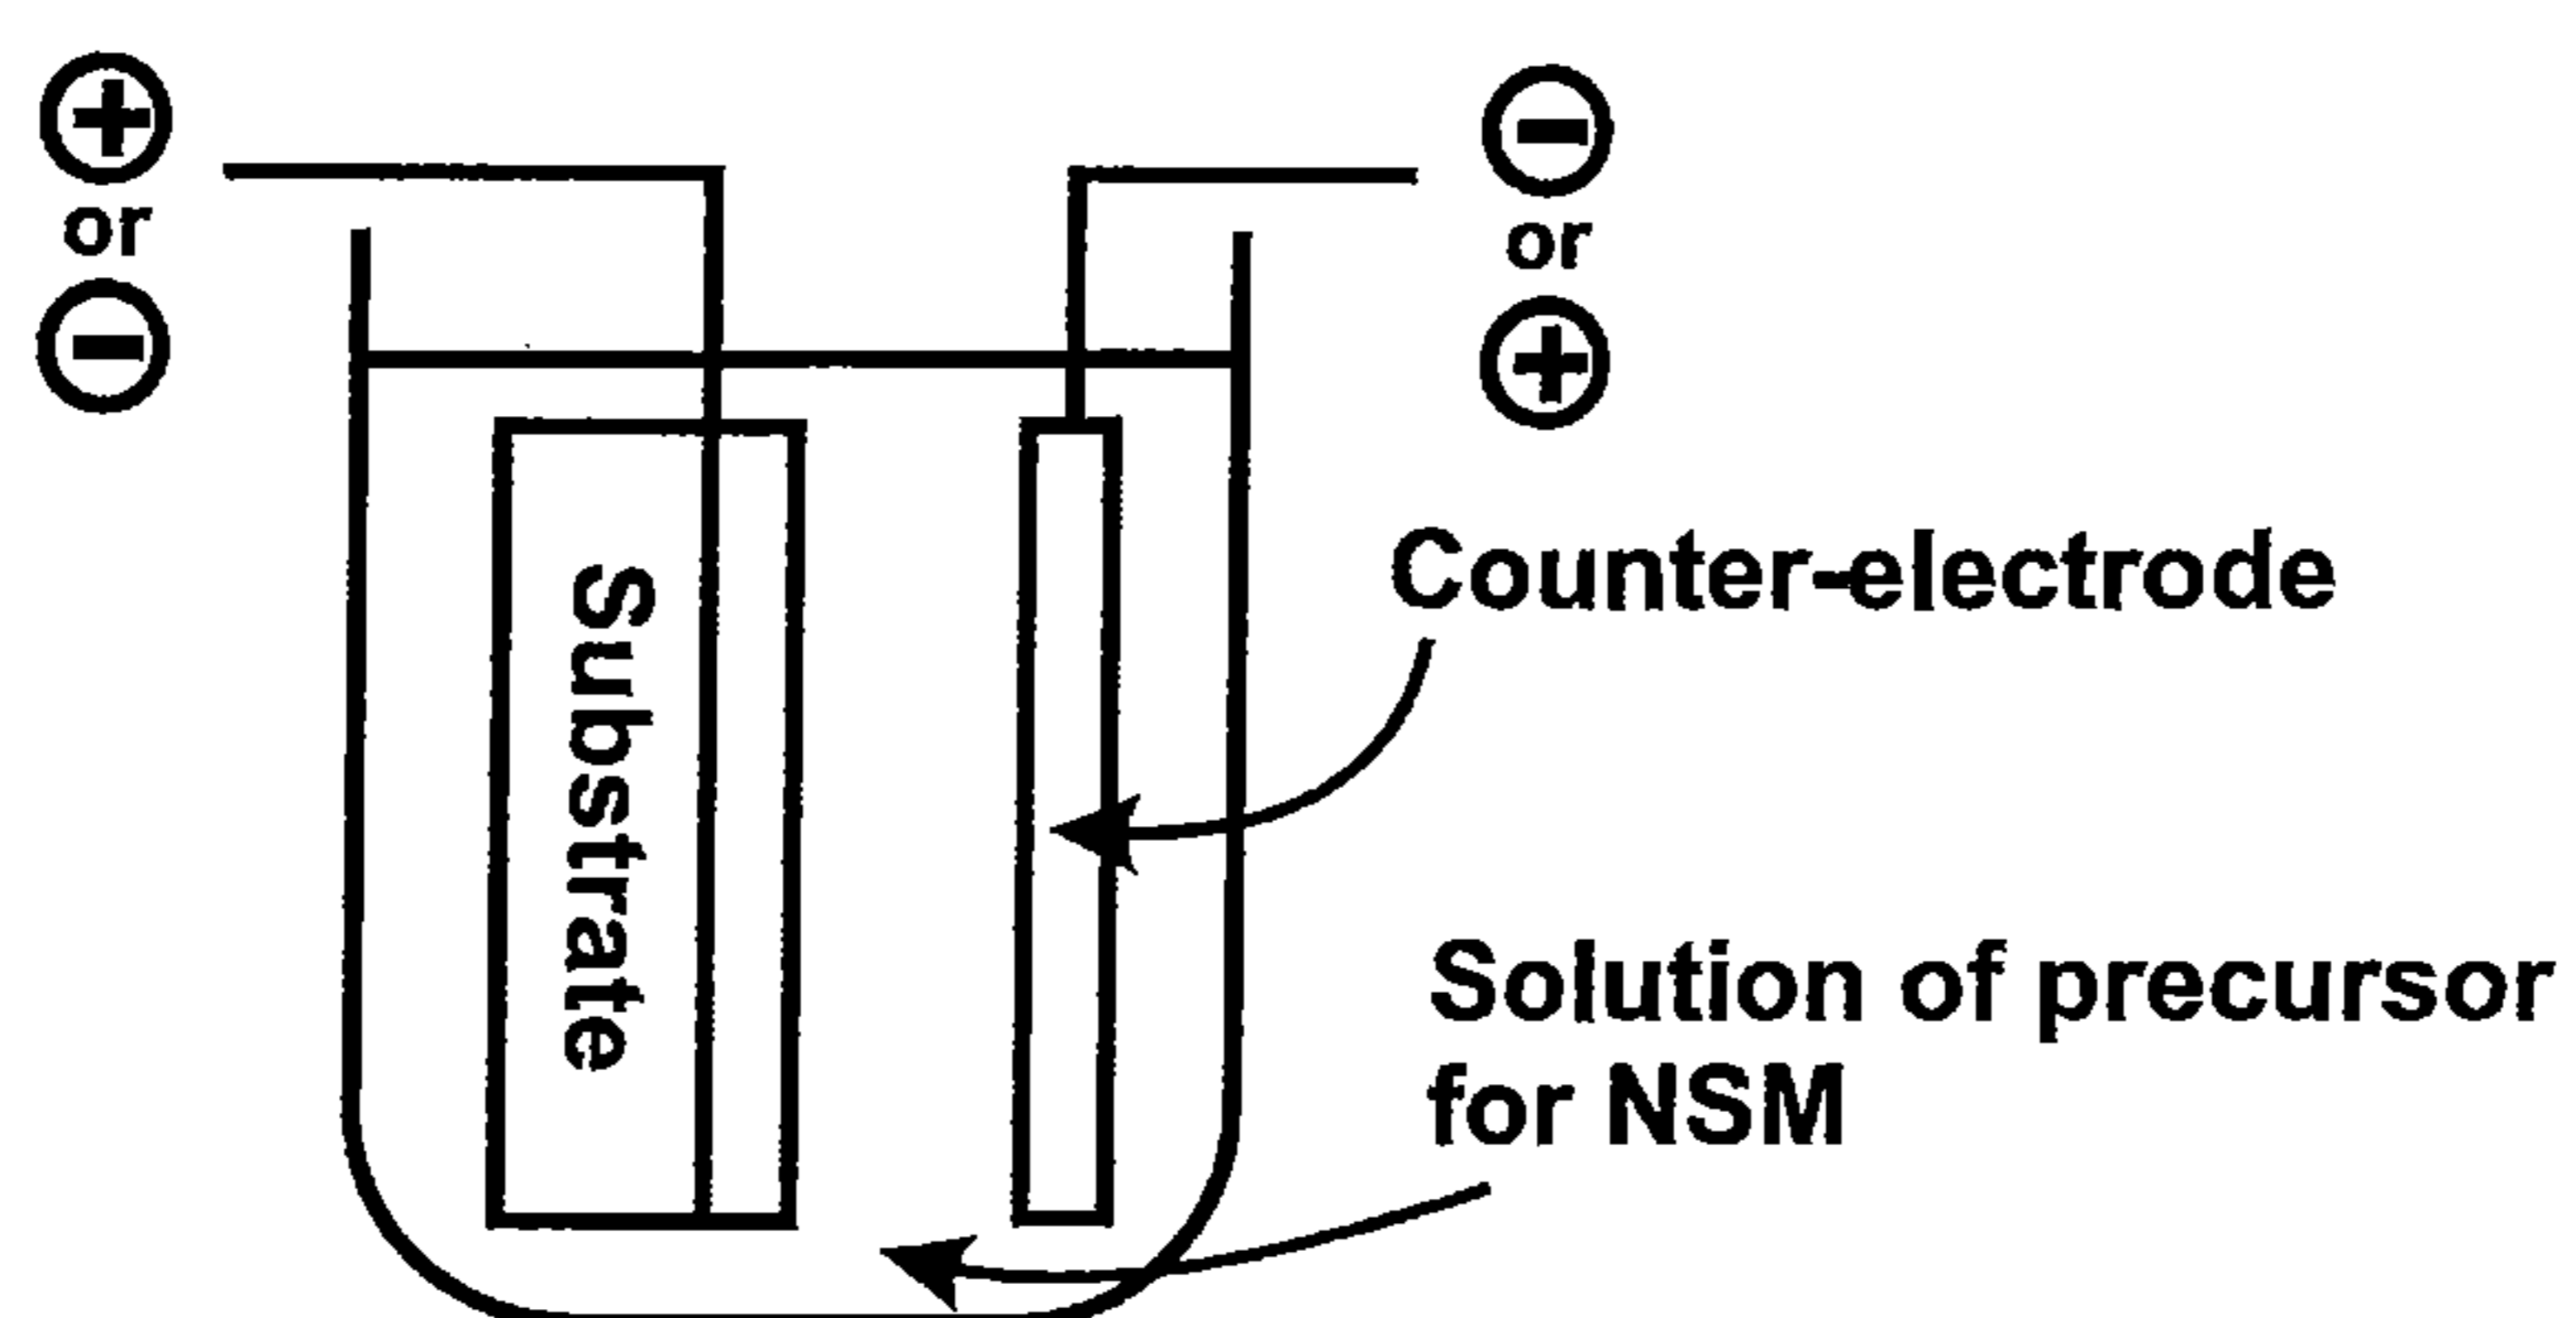 ⊕
or
⊖
⊖
or
⊕
Substrate
Counter-electrode
Solution of precursor
for NSM